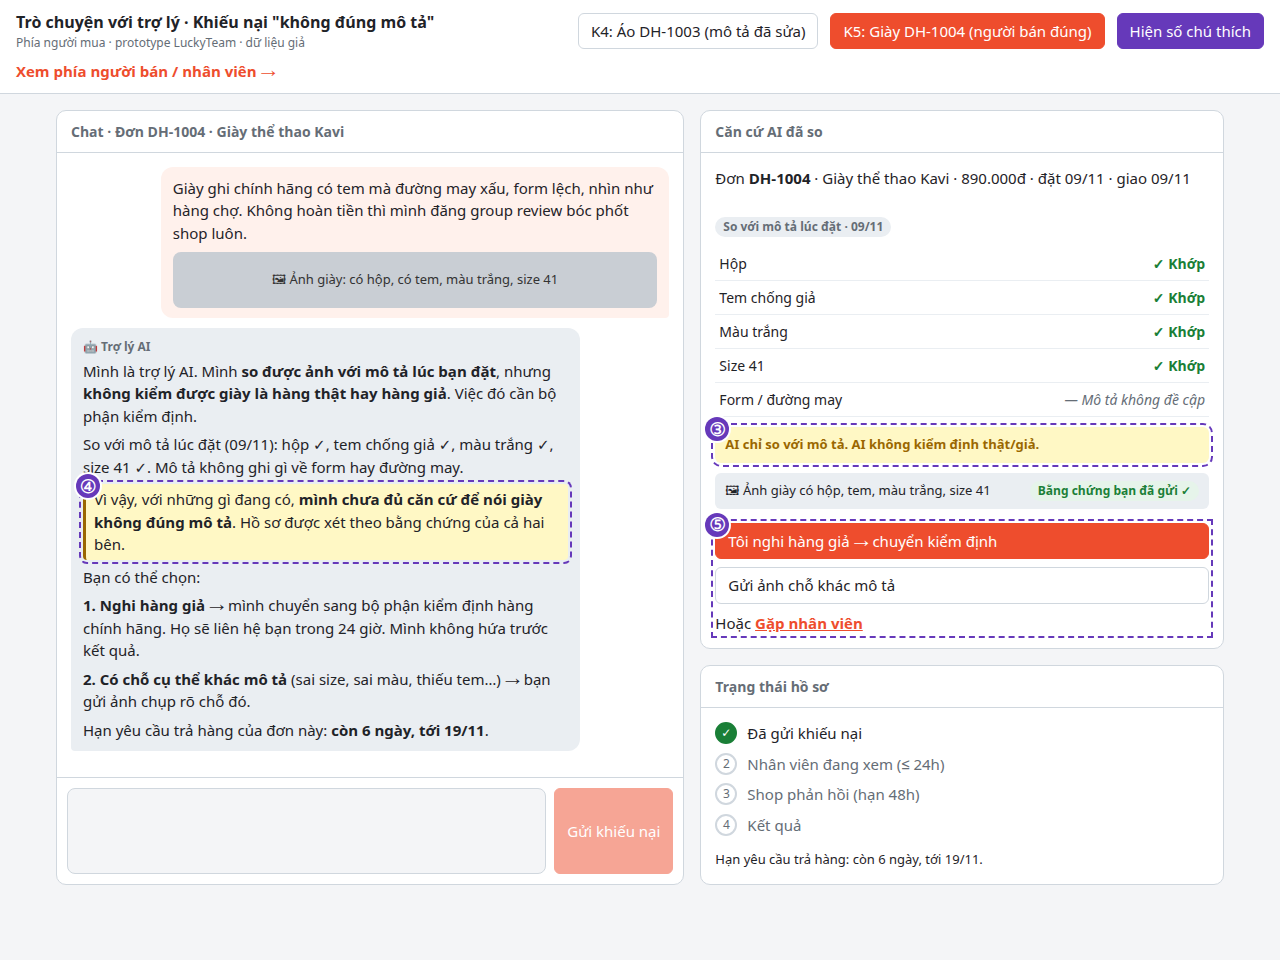 Trò chuyện với trợ lý · Khiếu nại "không đúng mô tả"
Phía người mua · prototype LuckyTeam · dữ liệu giả
K4: Áo DH-1003 (mô tả đã sửa)
K5: Giày DH-1004 (người bán đúng)
Hiện số chú thích
Xem phía người bán / nhân viên →
Chat · Đơn DH-1004 · Giày thể thao Kavi
Giày ghi chính hãng có tem mà đường may xấu, form lệch, nhìn như
hàng chợ. Không hoàn tiền thì mình đăng group review bóc phốt
shop luôn.
🖼 Ảnh giày: có hộp, có tem, màu trắng, size 41
🤖 Trợ lý AI
Mình là trợ lý AI. Mình so được ảnh với mô tả lúc bạn đặt, nhưng
không kiểm được giày là hàng thật hay hàng giả. Việc đó cần bộ
phận kiểm định.
So với mô tả lúc đặt (09/11): hộp ✓, tem chống giả ✓, màu trắng ✓,
size 41 ✓. Mô tả không ghi gì về form hay đường may.
④
Vì vậy, với những gì đang có, mình chưa đủ căn cứ để nói giày
không đúng mô tả. Hồ sơ được xét theo bằng chứng của cả hai
bên.
Bạn có thể chọn:
1. Nghi hàng giả → mình chuyển sang bộ phận kiểm định hàng
chính hãng. Họ sẽ liên hệ bạn trong 24 giờ. Mình không hứa trước
kết quả.
2. Có chỗ cụ thể khác mô tả (sai size, sai màu, thiếu tem…) → bạn
gửi ảnh chụp rõ chỗ đó.
Hạn yêu cầu trả hàng của đơn này: còn 6 ngày, tới 19/11.
Gửi khiếu nại
Căn cứ AI đã so
Đơn DH-1004 · Giày thể thao Kavi · 890.000đ · đặt 09/11 · giao 09/11
So với mô tả lúc đặt · 09/11
Hộp ✓ Khớp
Tem chống giả ✓ Khớp
Màu trắng ✓ Khớp
Size 41 ✓ Khớp
Form / đường may — Mô tả không đề cập
③
AI chỉ so với mô tả. AI không kiểm định thật/giả.
🖼 Ảnh giày có hộp, tem, màu trắng, size 41 Bằng chứng bạn đã gửi ✓
⑤
Tôi nghi hàng giả → chuyển kiểm định
Gửi ảnh chỗ khác mô tả
Hoặc Gặp nhân viên
Trạng thái hồ sơ
✓ Đã gửi khiếu nại
2 Nhân viên đang xem (≤ 24h)
3 Shop phản hồi (hạn 48h)
4 Kết quả
Hạn yêu cầu trả hàng: còn 6 ngày, tới 19/11.